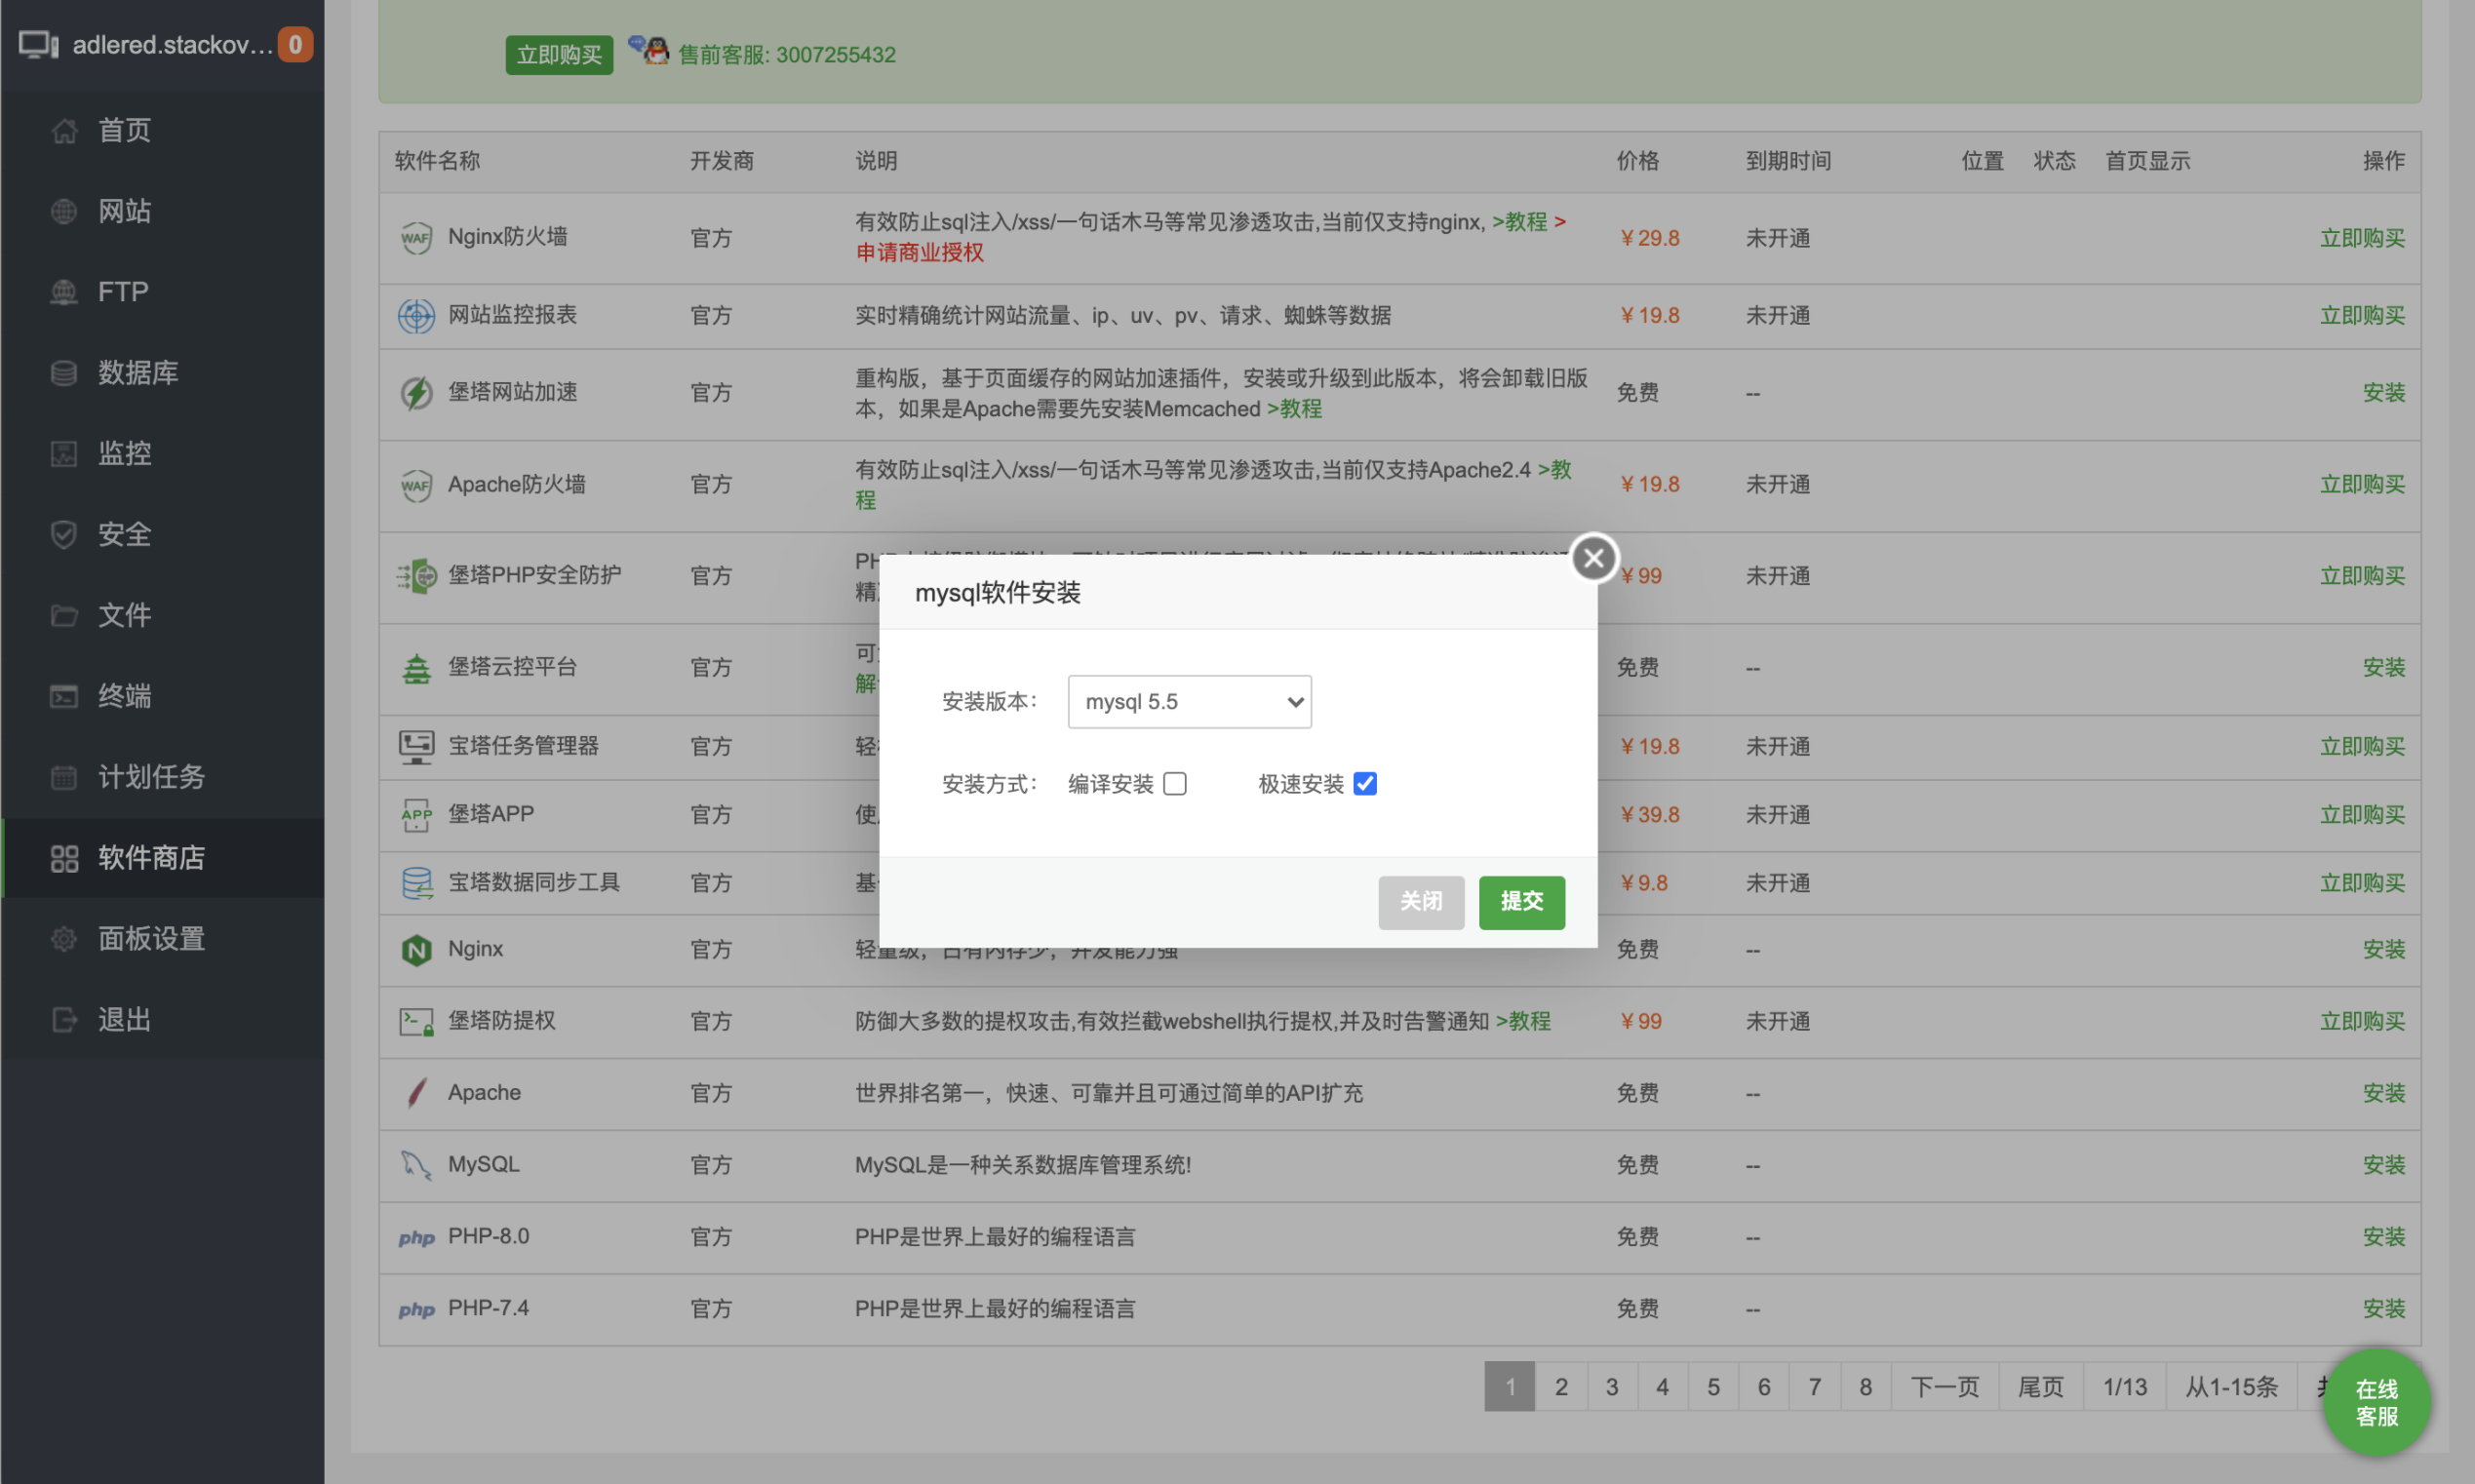 adlered.stackov... 0
首页
网站
FTP
数据库
监控
安全
文件
终端
计划任务
软件商店
面板设置
退出
立即购买 售前客服: 3007255432
软件名称 开发商 说明 价格 到期时间 位置 状态 首页显示 操作
WAF Nginx防火墙 官方 有效防止sql注入/xss/一句话木马等常见渗透攻击,当前仅支持nginx, >教程 > ￥29.8 未开通 立即购买
申请商业授权
网站监控报表 官方 实时精确统计网站流量、ip、uv、pv、请求、蜘蛛等数据 ￥19.8 未开通 立即购买
堡塔网站加速 官方 重构版，基于页面缓存的网站加速插件，安装或升级到此版本，将会卸载旧版 免费 -- 安装
本，如果是Apache需要先安装Memcached >教程
WAF Apache防火墙 官方 有效防止sql注入/xss/一句话木马等常见渗透攻击,当前仅支持Apache2.4 >教 ￥19.8 未开通 立即购买
程
PHP 堡塔PHP安全防护 官方 PH ￥99 未开通 立即购买
精
堡塔云控平台 官方 可 免费 -- 安装
解
宝塔任务管理器 官方 轻 ￥19.8 未开通 立即购买
APP 堡塔APP 官方 使 ￥39.8 未开通 立即购买
宝塔数据同步工具 官方 基 ￥9.8 未开通 立即购买
N Nginx 官方 轻量级，占有内存少，并发能力强 免费 -- 安装
堡塔防提权 官方 防御大多数的提权攻击,有效拦截webshell执行提权,并及时告警通知 >教程 ￥99 未开通 立即购买
Apache 官方 世界排名第一，快速、可靠并且可通过简单的API扩充 免费 -- 安装
MySQL 官方 MySQL是一种关系数据库管理系统! 免费 -- 安装
php PHP-8.0 官方 PHP是世界上最好的编程语言 免费 -- 安装
php PHP-7.4 官方 PHP是世界上最好的编程语言 免费 -- 安装
mysql软件安装
安装版本： mysql 5.5
安装方式： 编译安装 极速安装
关闭 提交
1 2 3 4 5 6 7 8 下一页 尾页 1/13 从1-15条
在线
客服